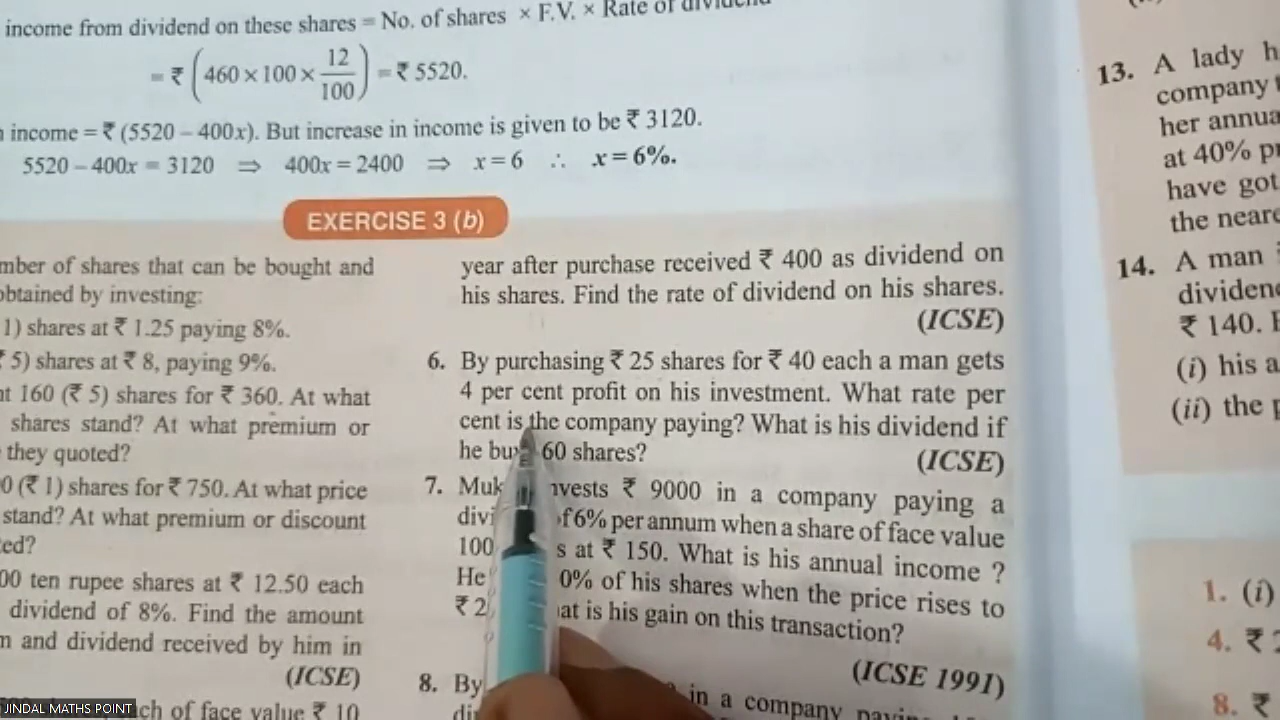 income from dividend on these shares = No. of shares × F.V. × Rate of dividend
= ₹ (460 × 100 × 12/100) = ₹ 5520.
income = ₹ (5520 – 400x). But increase in income is given to be ₹ 3120.
5520 – 400x = 3120 ⇒ 400x = 2400 ⇒ x = 6 ∴ x = 6%.
EXERCISE 3 (b)
mber of shares that can be bought and
obtained by investing:
1) shares at ₹ 1.25 paying 8%.
₹ 5) shares at ₹ 8, paying 9%.
nt 160 (₹ 5) shares for ₹ 360. At what
shares stand? At what premium or
they quoted?
0 (₹ 1) shares for ₹ 750. At what price
stand? At what premium or discount
ed?
00 ten rupee shares at ₹ 12.50 each
dividend of 8%. Find the amount
m and dividend received by him in
(ICSE)
ch of face value ₹ 10
year after purchase received ₹ 400 as dividend on
his shares. Find the rate of dividend on his shares.
(ICSE)
6. By purchasing ₹ 25 shares for ₹ 40 each a man gets
4 per cent profit on his investment. What rate per
cent is the company paying? What is his dividend if
he buy 60 shares?
(ICSE)
7. Muk nvests ₹ 9000 in a company paying a
divi of 6% per annum when a share of face value
100 s at ₹ 150. What is his annual income ?
He 0% of his shares when the price rises to
₹ 2 at is his gain on this transaction?
(ICSE 1991)
8. By in a company paying
13. A lady h
company
her annua
at 40% pr
have got
the neare
14. A man
dividend
₹ 140.
(i) his a
(ii) the p
1. (i)
4. ₹
8. ₹
JINDAL MATHS POINT